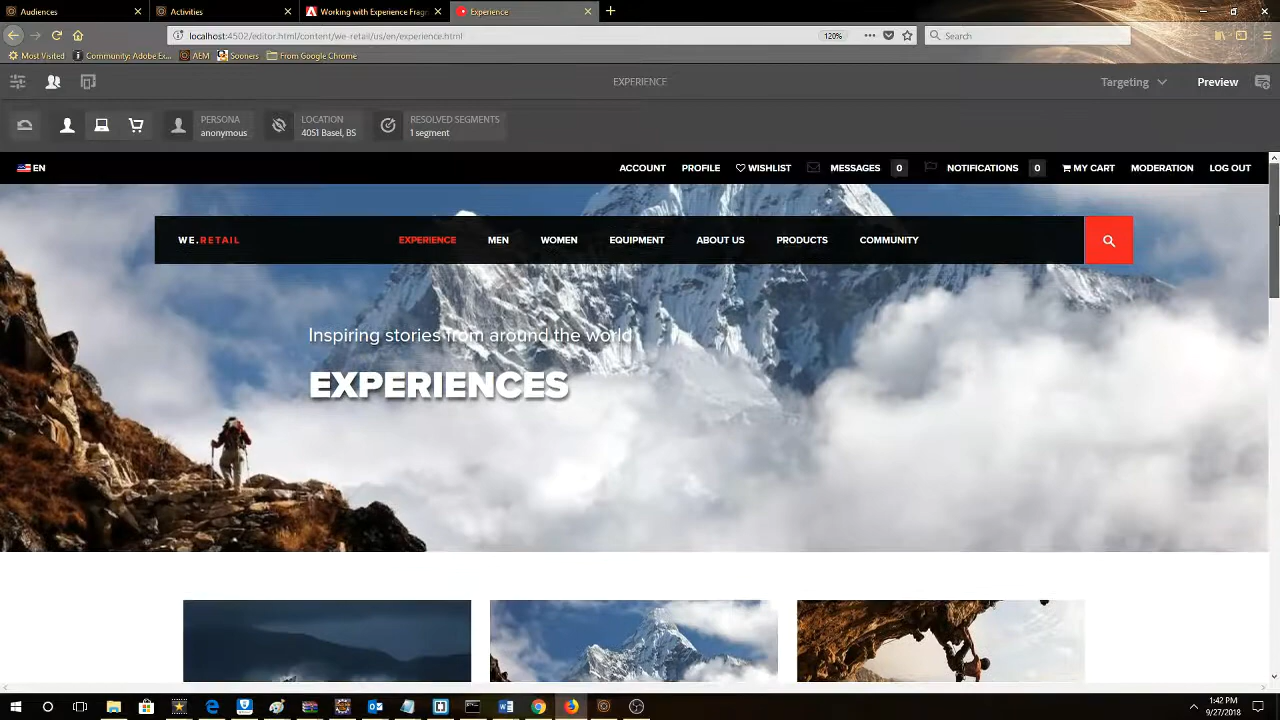 Audiences
Activities
Working with Experience Fragm
Experience
localhost:4502/editor.html/content/we-retail/us/en/experience.html
120%
Search
Most Visited
Community: Adobe Ex...
AEM
Sooners
From Google Chrome
EXPERIENCE
Targeting
Preview
PERSONA
anonymous
LOCATION
4051 Basel, BS
RESOLVED SEGMENTS
1 segment
EN
ACCOUNT
PROFILE
WISHLIST
MESSAGES 0
NOTIFICATIONS 0
MY CART
MODERATION
LOG OUT
WE.RETAIL
EXPERIENCE
MEN
WOMEN
EQUIPMENT
ABOUT US
PRODUCTS
COMMUNITY
Inspiring stories from around the world
EXPERIENCES
1:42 PM
9/27/2018